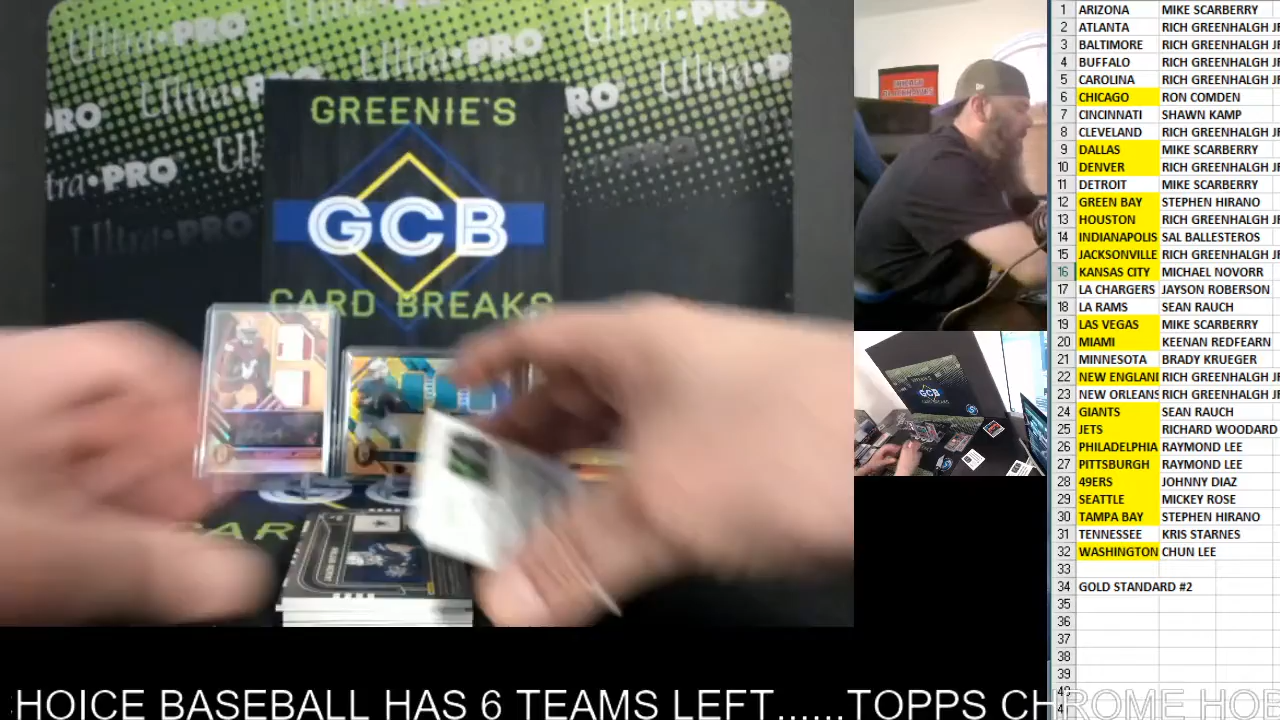 Ultra•PRO
Ultra•PRO
Ultra•PRO
GREENIE'S
GCB
CARD BREAKS
1 ARIZONA MIKE SCARBERRY
2 ATLANTA RICH GREENHALGH JR
3 BALTIMORE RICH GREENHALGH JR
4 BUFFALO RICH GREENHALGH JR
5 CAROLINA RICH GREENHALGH JR
6 CHICAGO RON COMDEN
7 CINCINNATI SHAWN KAMP
8 CLEVELAND RICH GREENHALGH JR
9 DALLAS MIKE SCARBERRY
10 DENVER RICH GREENHALGH JR
11 DETROIT MIKE SCARBERRY
12 GREEN BAY STEPHEN HIRANO
13 HOUSTON RICH GREENHALGH JR
14 INDIANAPOLIS SAL BALLESTEROS
15 JACKSONVILLE RICH GREENHALGH JR
16 KANSAS CITY MICHAEL NOVORR
17 LA CHARGERS JAYSON ROBERSON
18 LA RAMS SEAN RAUCH
19 LAS VEGAS MIKE SCARBERRY
20 MIAMI KEENAN REDFEARN
21 MINNESOTA BRADY KRUEGER
22 NEW ENGLAN RICH GREENHALGH JR
23 NEW ORLEANS RICH GREENHALGH JR
24 GIANTS SEAN RAUCH
25 JETS RICHARD WOODARD
26 PHILADELPHIA RAYMOND LEE
27 PITTSBURGH RAYMOND LEE
28 49ERS JOHNNY DIAZ
29 SEATTLE MICKEY ROSE
30 TAMPA BAY STEPHEN HIRANO
31 TENNESSEE KRIS STARNES
32 WASHINGTON CHUN LEE
33
34 GOLD STANDARD #2
35
36
37
38
39
HOICE BASEBALL HAS 6 TEAMS LEFT......TOPPS CHROME HOB